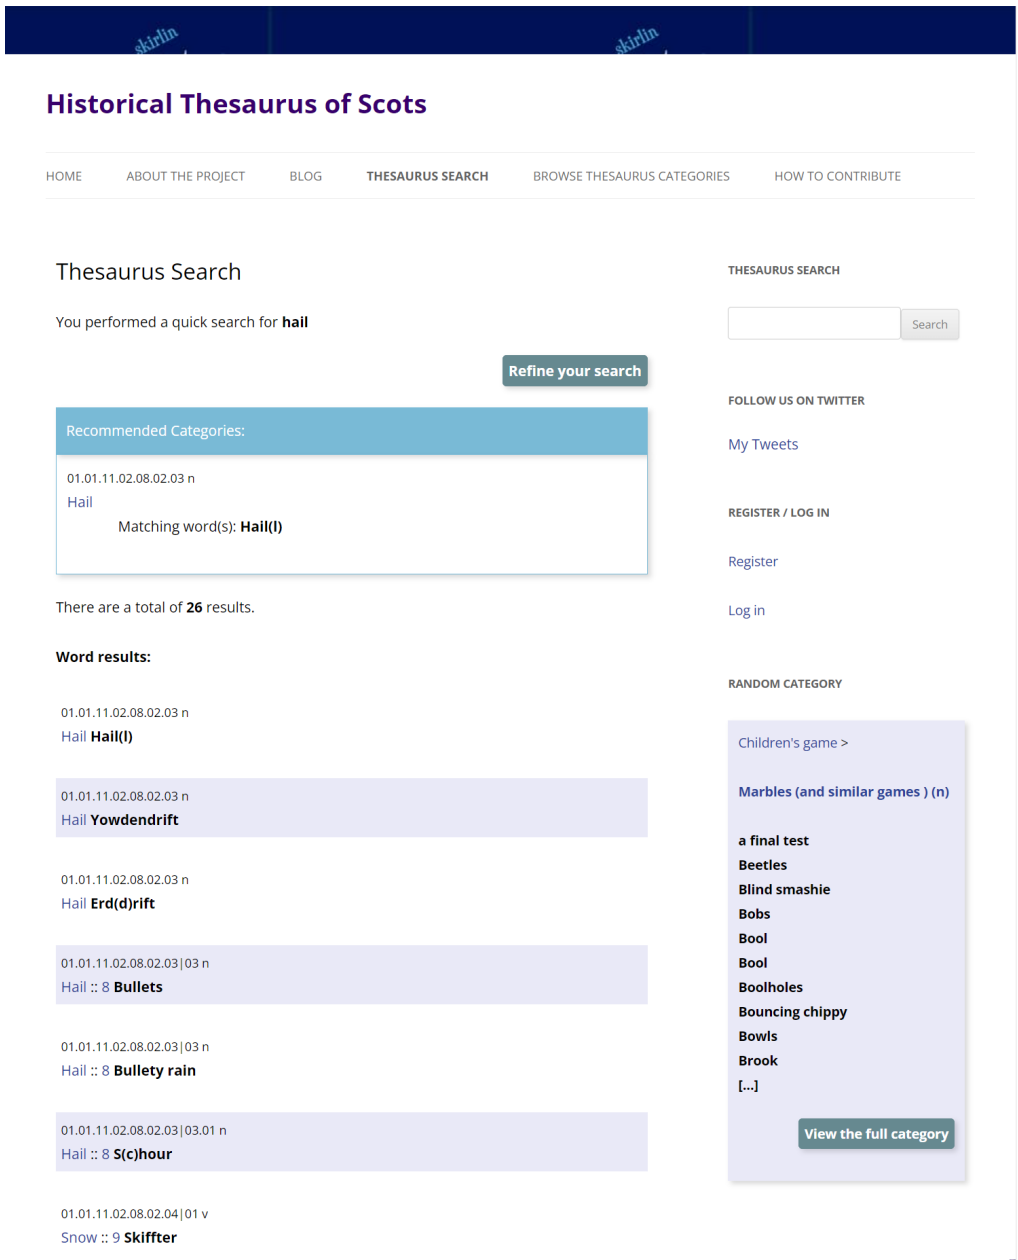 skirlin
skirlin
Historical Thesaurus of Scots
HOME ABOUT THE PROJECT BLOG THESAURUS SEARCH BROWSE THESAURUS CATEGORIES HOW TO CONTRIBUTE
Thesaurus Search
You performed a quick search for hail
Refine your search
Recommended Categories:
01.01.11.02.08.02.03 n
Hail
Matching word(s): Hail(l)
There are a total of 26 results.
Word results:
01.01.11.02.08.02.03 n
Hail Hail(l)
01.01.11.02.08.02.03 n
Hail Yowdendrift
01.01.11.02.08.02.03 n
Hail Erd(d)rift
01.01.11.02.08.02.03|03 n
Hail :: 8 Bullets
01.01.11.02.08.02.03|03 n
Hail :: 8 Bullety rain
01.01.11.02.08.02.03|03.01 n
Hail :: 8 S(c)hour
01.01.11.02.08.02.04|01 v
Snow :: 9 Skiffter
THESAURUS SEARCH
Search
FOLLOW US ON TWITTER
My Tweets
REGISTER / LOG IN
Register
Log in
RANDOM CATEGORY
Children's game >
Marbles (and similar games ) (n)
a final test
Beetles
Blind smashie
Bobs
Bool
Bool
Boolholes
Bouncing chippy
Bowls
Brook
[...]
View the full category